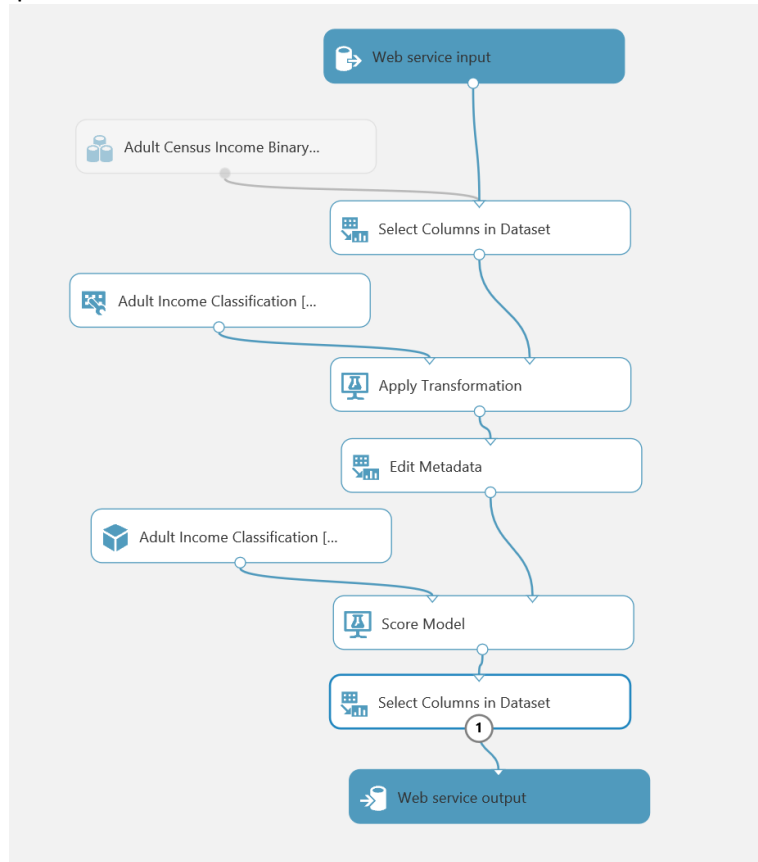 Web service input
Adult Census Income Binary...
Select Columns in Dataset
Adult Income Classification [...
Apply Transformation
Edit Metadata
Adult Income Classification [...
Score Model
Select Columns in Dataset
1
Web service output